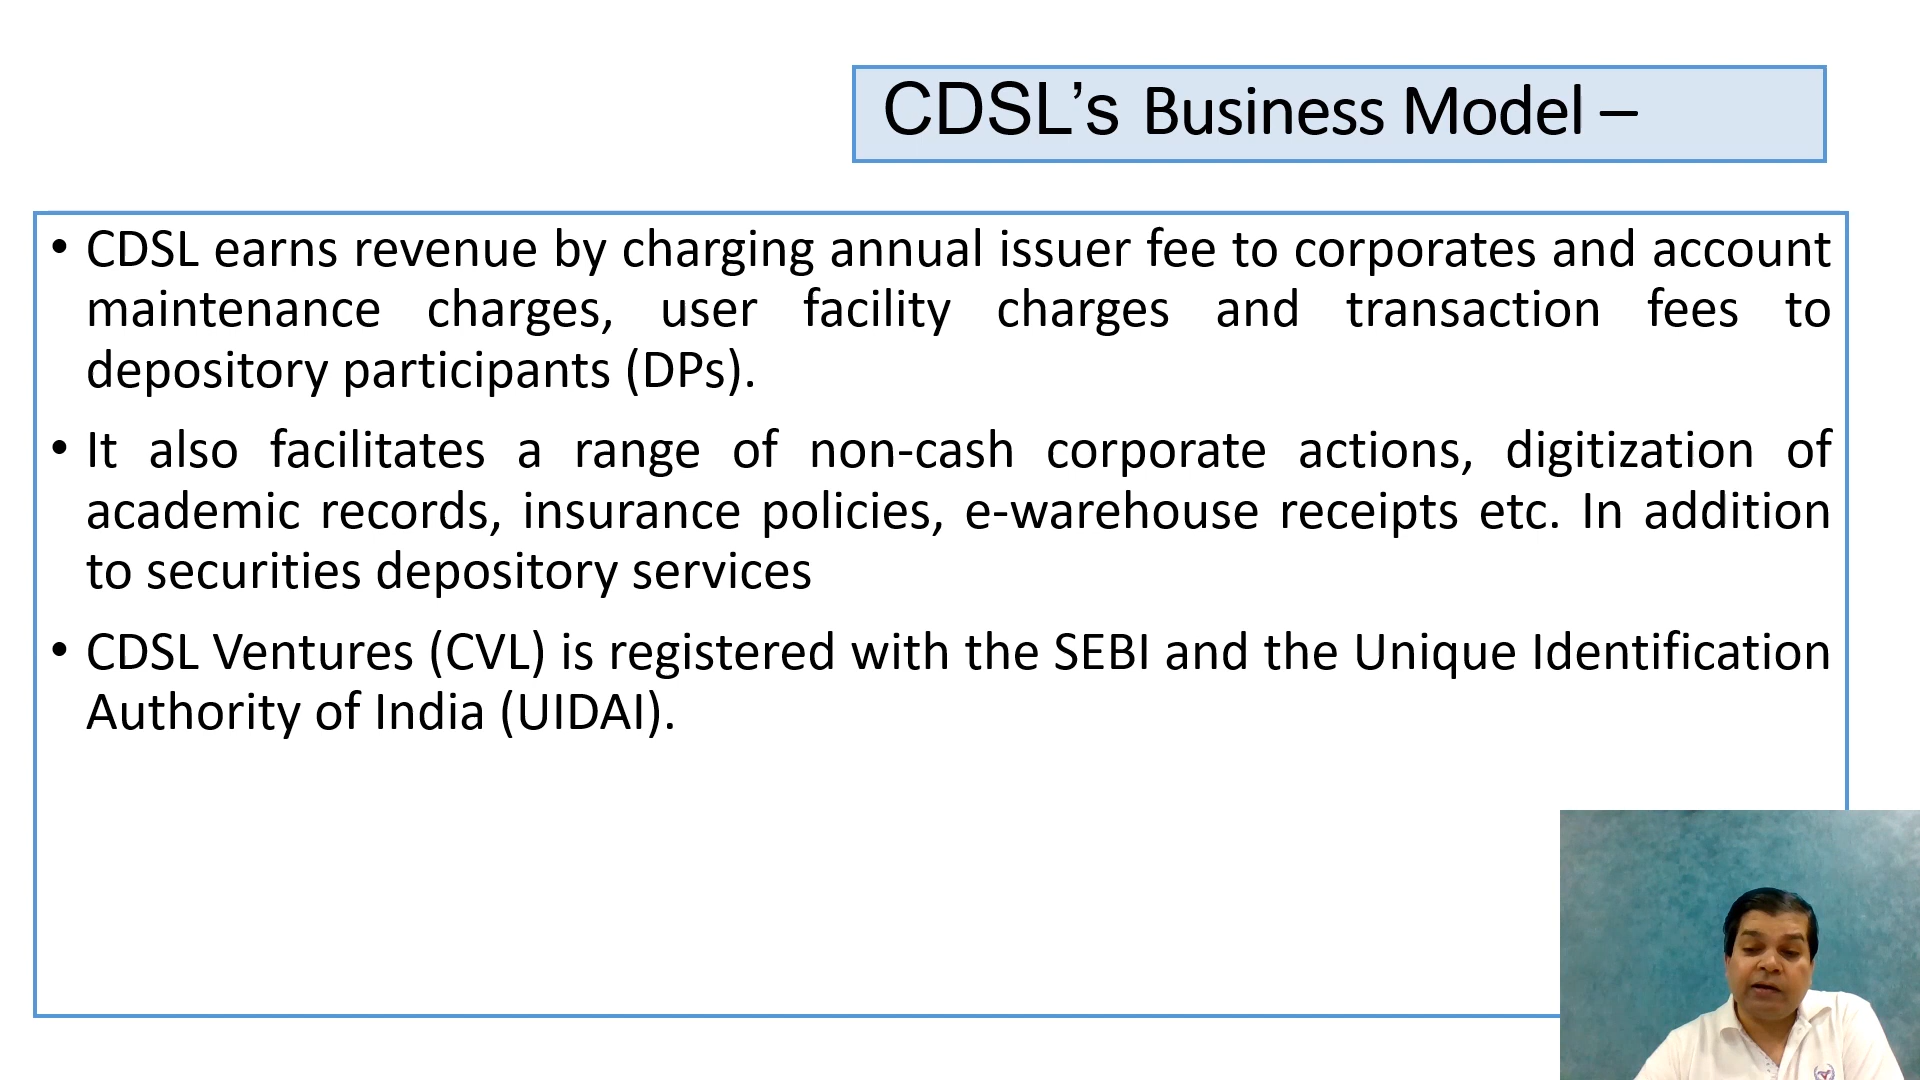 CDSL’s Business Model –
• CDSL earns revenue by charging annual issuer fee to corporates and account
maintenance charges, user facility charges and transaction fees to
depository participants (DPs).
• It also facilitates a range of non-cash corporate actions, digitization of
academic records, insurance policies, e-warehouse receipts etc. In addition
to securities depository services
• CDSL Ventures (CVL) is registered with the SEBI and the Unique Identification
Authority of India (UIDAI).